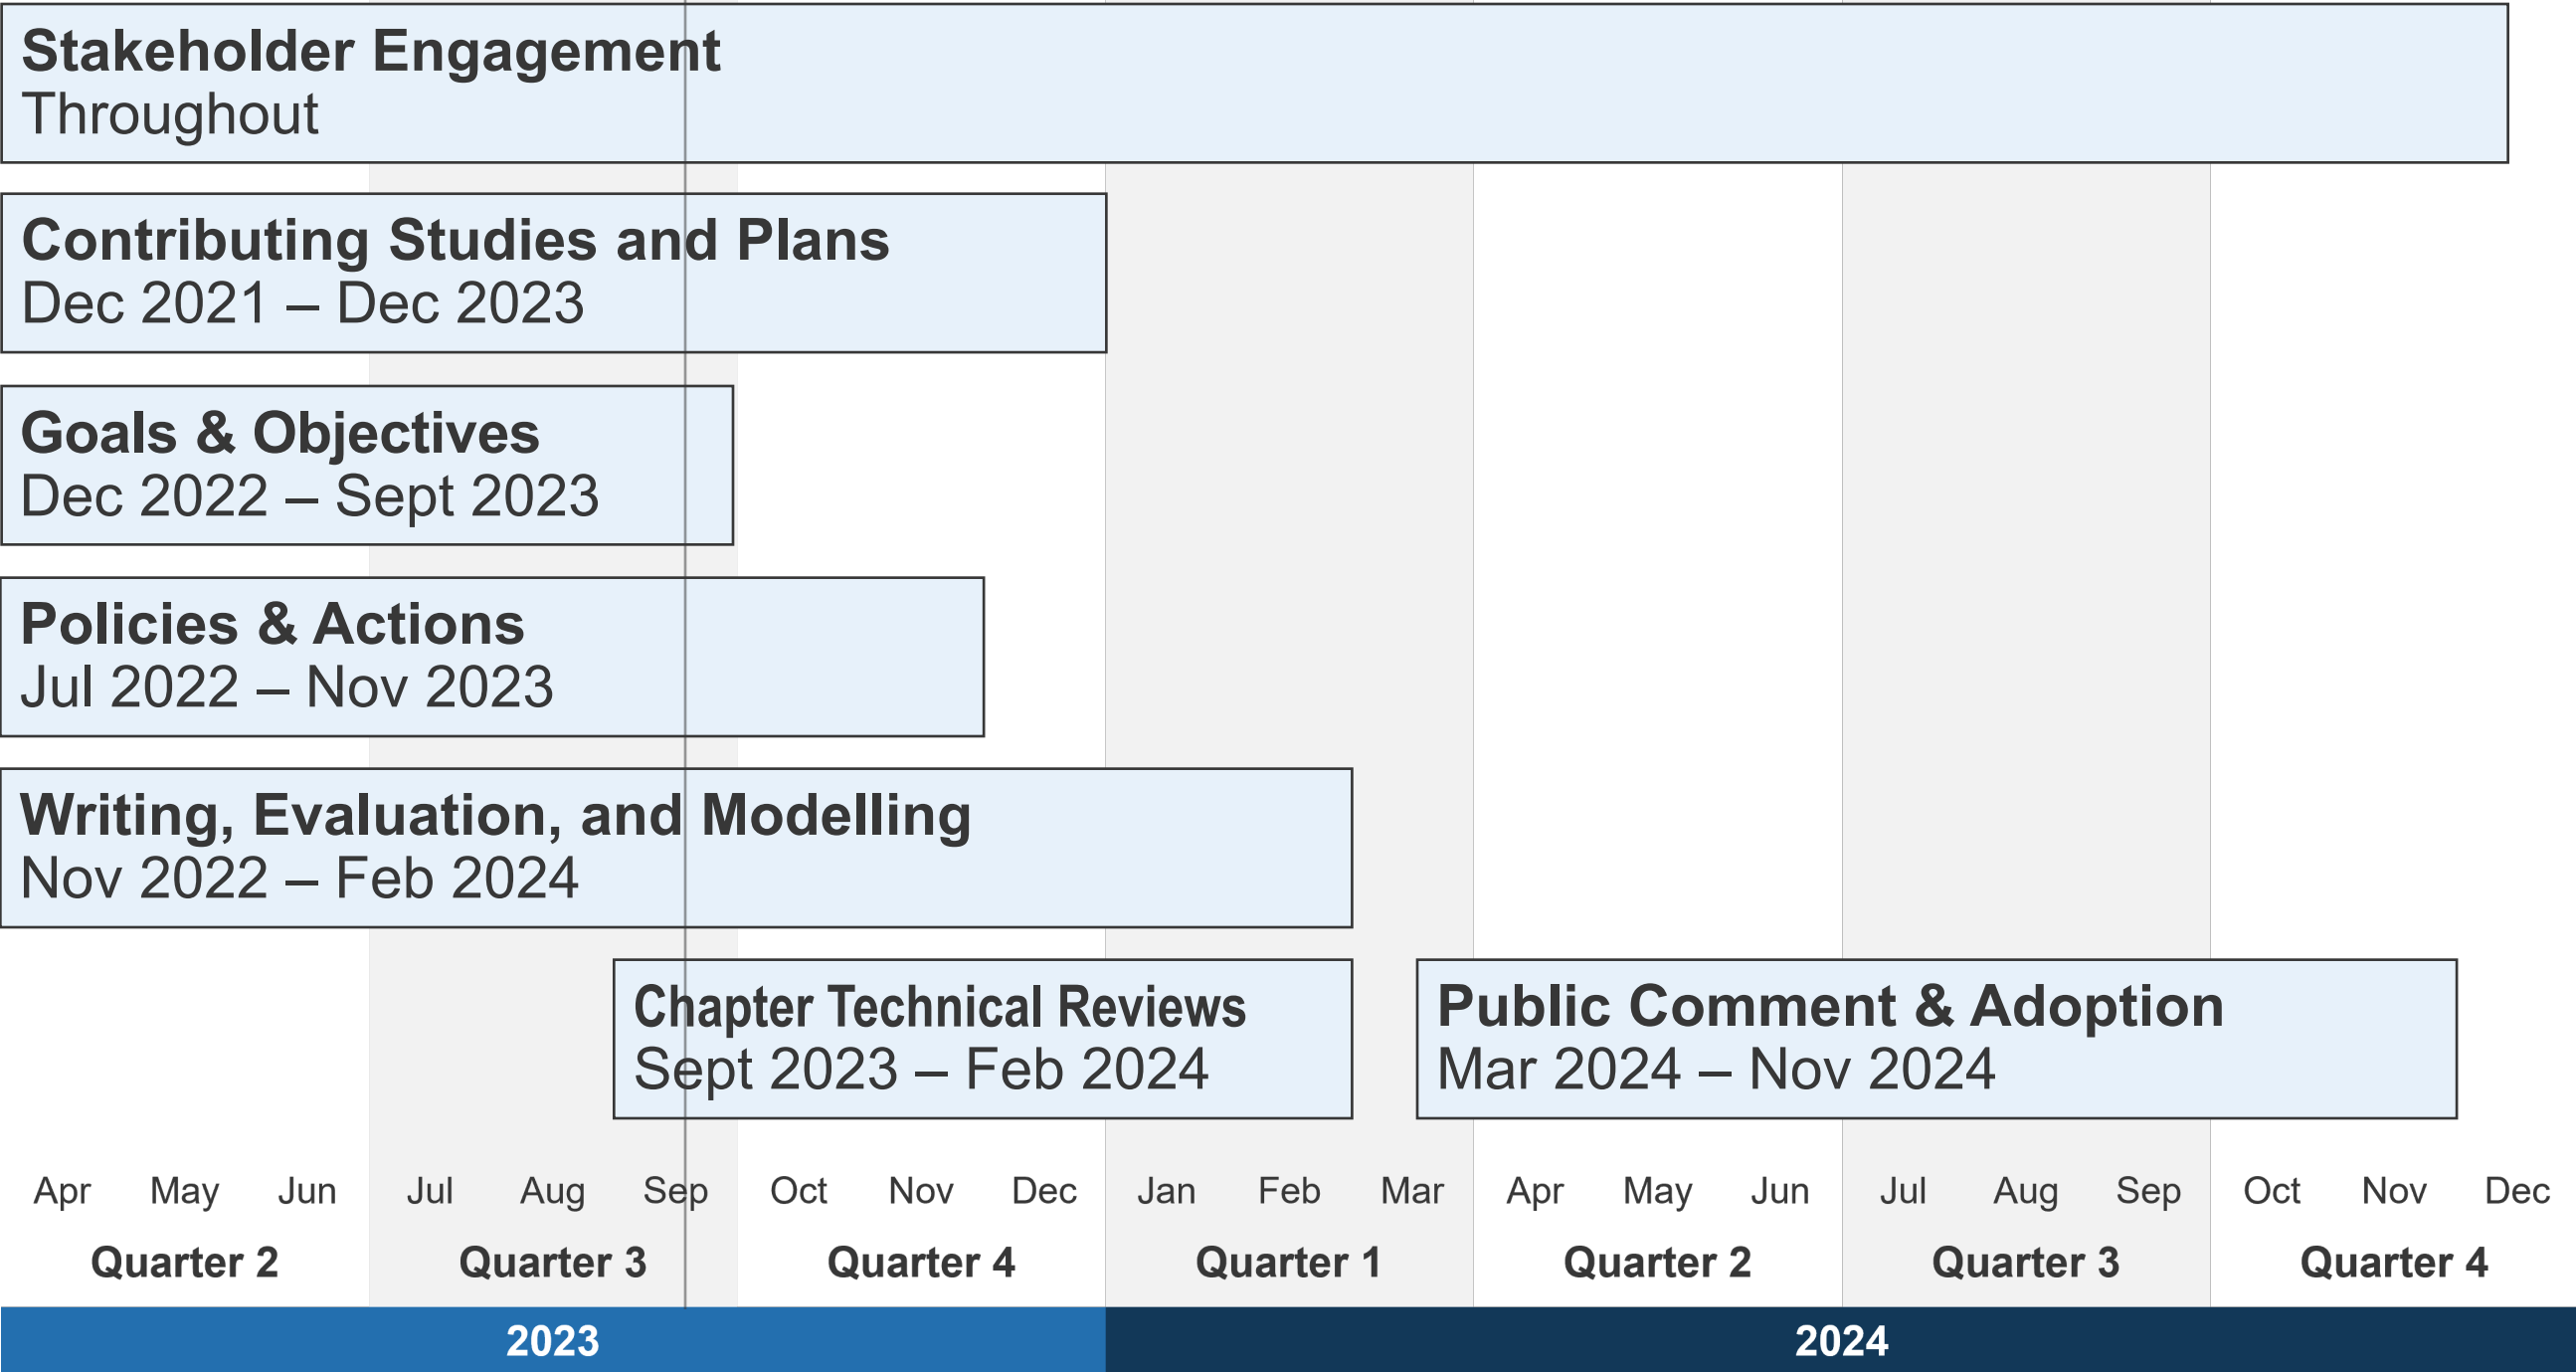 Stakeholder Engagement
Throughout
Contributing Studies and Plans
Dec 2021 – Dec 2023
Goals & Objectives
Dec 2022 – Sept 2023
Policies & Actions
Jul 2022 – Nov 2023
Writing, Evaluation, and Modelling
Nov 2022 – Feb 2024
Chapter Technical Reviews
Sept 2023 – Feb 2024
Public Comment & Adoption
Mar 2024 – Nov 2024
Apr May Jun Jul Aug Sep Oct Nov Dec Jan Feb Mar Apr May Jun Jul Aug Sep Oct Nov Dec
Quarter 2 Quarter 3 Quarter 4 Quarter 1 Quarter 2 Quarter 3 Quarter 4
2023 2024